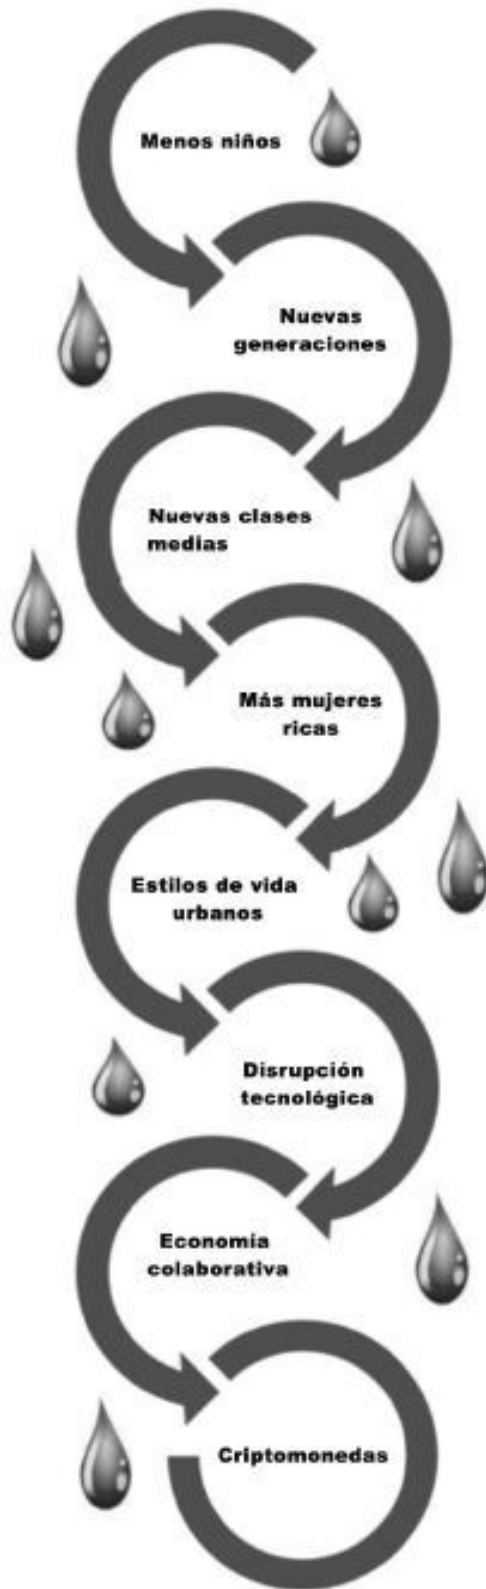 Menos niños
Nuevas
generaciones
Nuevas clases
medias
Más mujeres
ricas
Estilos de vida
urbanos
Disrupción
tecnológica
Economía
colaborativa
Criptomonedas